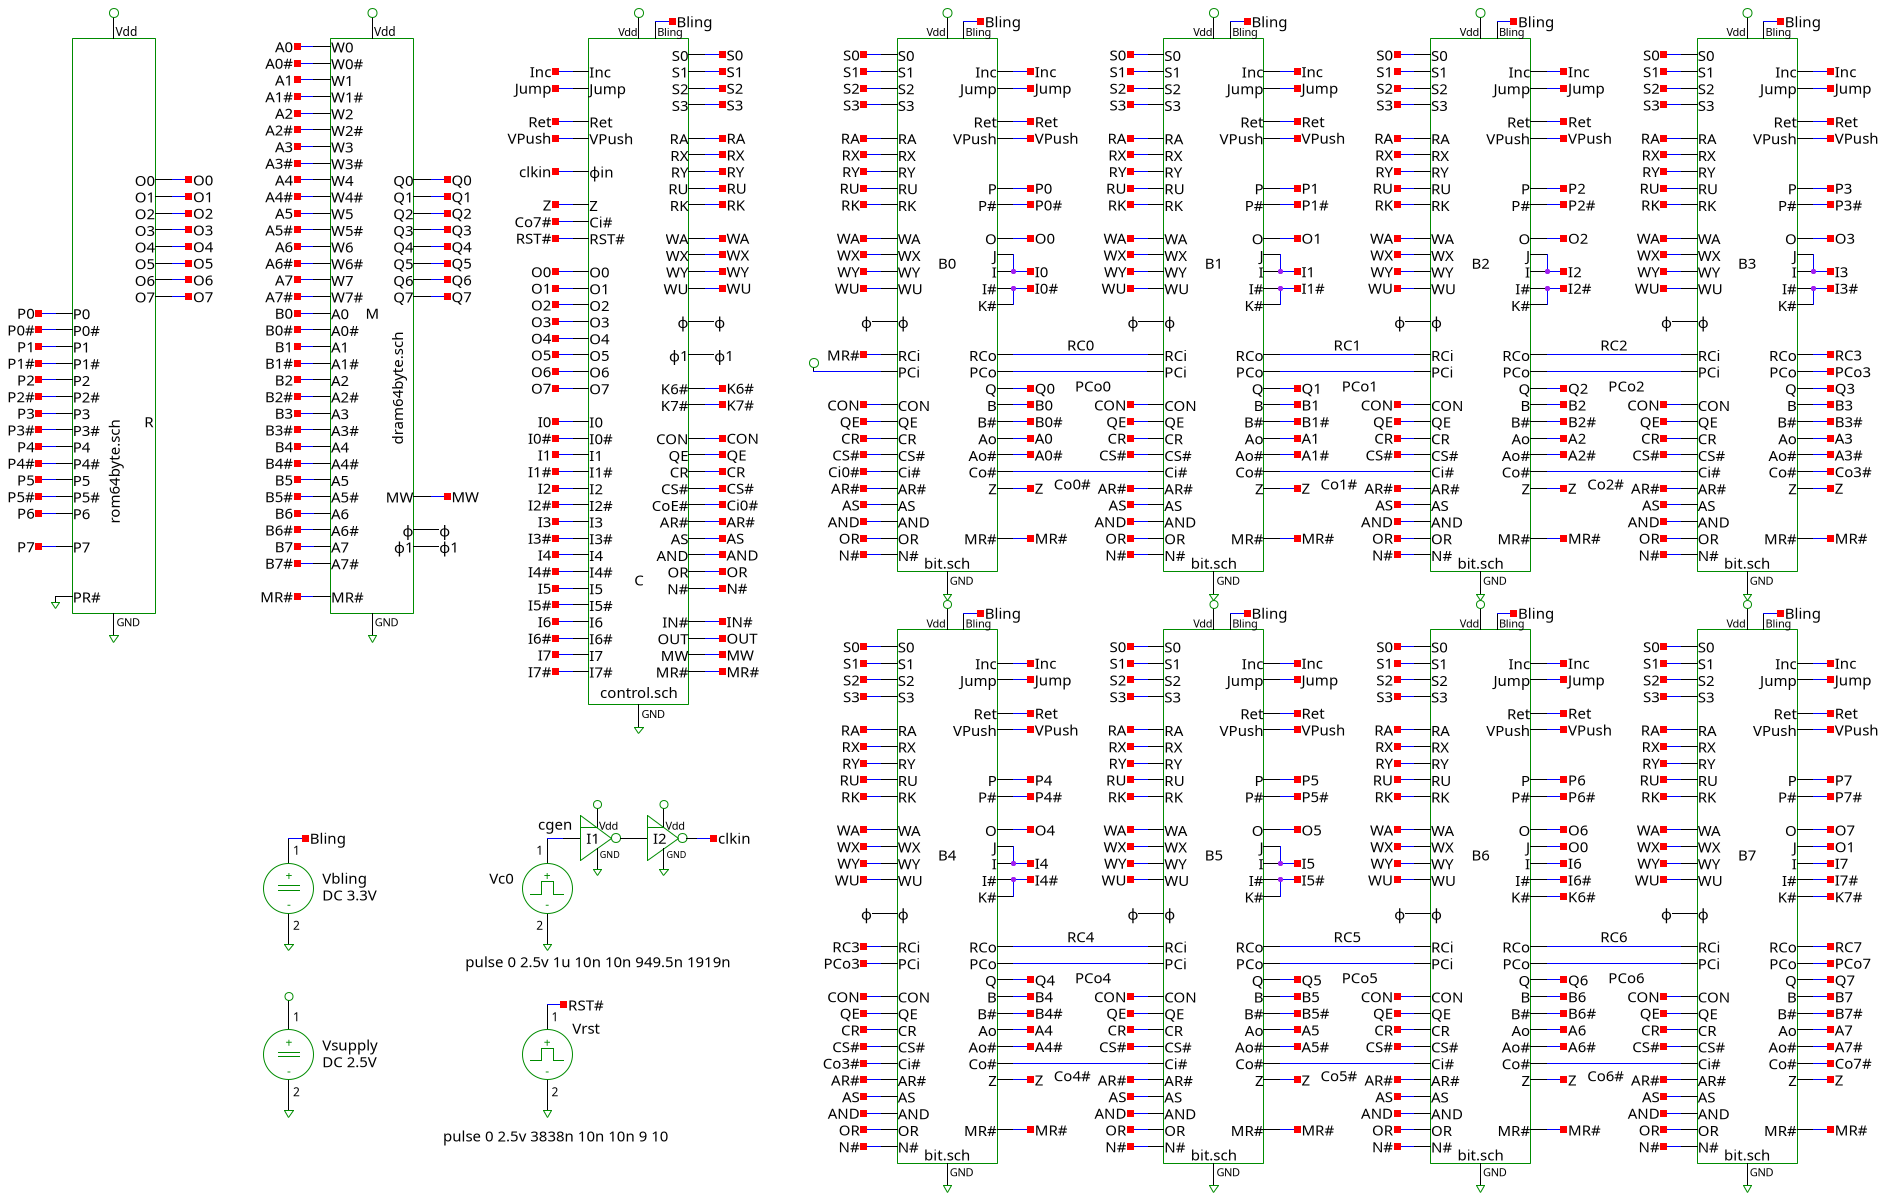 Vdd
O0 O0
O1 O1
O2 O2
O3 O3
O4 O4
O5 O5
O6 O6
O7 O7
P0 P0
P0# P0#
P1 P1
P1# P1#
P2 P2
P2# P2#
P3 P3
P3# P3#
P4 P4
P4# P4#
P5 P5
P5# P5#
P6 P6
P7 P7
PR#
R
rom64byte.sch
GND
Vdd
A0 W0
A0# W0#
A1 W1
A1# W1#
A2 W2
A2# W2#
A3 W3
A3# W3#
A4 W4 Q0 Q0
A4# W4# Q1 Q1
A5 W5 Q2 Q2
A5# W5# Q3 Q3
A6 W6 Q4 Q4
A6# W6# Q5 Q5
A7 W7 Q6 Q6
A7# W7# Q7 Q7
B0 A0 M
B0# A0#
B1 A1
B1# A1#
B2 A2
B2# A2#
B3 A3
B3# A3#
B4 A4
B4# A4#
B5 A5
B5# A5# MW MW
B6 A6
B6# A6# ϕ ϕ
B7 A7 ϕ1 ϕ1
B7# A7#
MR# MR#
dram64byte.sch
GND
Vdd Bling Bling
S0 S0
Inc Inc S1 S1
Jump Jump S2 S2
S3 S3
Ret Ret
VPush VPush RA RA
RX RX
clkin ϕin RY RY
RU RU
Z Z RK RK
Co7# Ci#
RST# RST# WA WA
WX WX
O0 O0 WY WY
O1 O1 WU WU
O2 O2
O3 O3 ϕ ϕ
O4 O4
O5 O5 ϕ1 ϕ1
O6 O6
O7 O7 K6# K6#
K7# K7#
I0 I0
I0# I0# CON CON
I1 I1 QE QE
I1# I1# CR CR
I2 I2 CS# CS#
I2# I2# CoE# Ci0#
I3 I3 AR# AR#
I3# I3# AS AS
I4 I4 AND AND
I4# I4# OR OR
I5 I5 N# N#
I5# I5#
I6 I6 IN# IN#
I6# I6# OUT OUT
I7 I7 MW MW
I7# I7# MR# MR#
C
control.sch
GND
Vdd Bling Bling
S0 S0
S1 S1 Inc Inc
S2 S2 Jump Jump
S3 S3
Ret Ret
RA RA VPush VPush
RX RX
RY RY
RU RU P P0
RK RK P# P0#
WA WA O O0
WX WX J
B0
WY WY I I0
WU WU I# I0#
K#
ϕ ϕ
MR# RCi RCo RC0
PCi PCo PCo0
Q Q0
CON CON B B0
QE QE B# B0#
CR CR Ao A0
CS# CS# Ao# A0#
Ci0# Ci# Co# Co0#
AR# AR# Z Z
AS AS
AND AND
OR OR MR# MR#
N# N#
bit.sch
GND
Vdd Bling Bling
S0 S0
S1 S1 Inc Inc
S2 S2 Jump Jump
S3 S3
Ret Ret
RA RA VPush VPush
RX RX
RY RY
RU RU P P1
RK RK P# P1#
WA WA O O1
WX WX J
B1
WY WY I I1
WU WU I# I1#
K#
ϕ ϕ
RCi RCo RC1
PCi PCo PCo1
Q Q1
CON CON B B1
QE QE B# B1#
CR CR Ao A1
CS# CS# Ao# A1#
Ci# Co# Co1#
AR# AR# Z Z
AS AS
AND AND
OR OR MR# MR#
N# N#
bit.sch
GND
Vdd Bling Bling
S0 S0
S1 S1 Inc Inc
S2 S2 Jump Jump
S3 S3
Ret Ret
RA RA VPush VPush
RX RX
RY RY
RU RU P P2
RK RK P# P2#
WA WA O O2
WX WX J
B2
WY WY I I2
WU WU I# I2#
K#
ϕ ϕ
RCi RCo RC2
PCi PCo PCo2
Q Q2
CON CON B B2
QE QE B# B2#
CR CR Ao A2
CS# CS# Ao# A2#
Ci# Co# Co2#
AR# AR# Z Z
AS AS
AND AND
OR OR MR# MR#
N# N#
bit.sch
GND
Vdd Bling Bling
S0 S0
S1 S1 Inc Inc
S2 S2 Jump Jump
S3 S3
Ret Ret
RA RA VPush VPush
RX RX
RY RY
RU RU P P3
RK RK P# P3#
WA WA O O3
WX WX J
B3
WY WY I I3
WU WU I# I3#
K#
ϕ ϕ
RCi RCo RC3
PCi PCo PCo3
Q Q3
CON CON B B3
QE QE B# B3#
CR CR Ao A3
CS# CS# Ao# A3#
Ci# Co# Co3#
AR# AR# Z Z
AS AS
AND AND
OR OR MR# MR#
N# N#
bit.sch
GND
Vdd Bling Bling
S0 S0
S1 S1 Inc Inc
S2 S2 Jump Jump
S3 S3
Ret Ret
RA RA VPush VPush
RX RX
RY RY
RU RU P P4
RK RK P# P4#
WA WA O O4
WX WX J
B4
WY WY I I4
WU WU I# I4#
K#
ϕ ϕ
RC3 RCi RCo RC4
PCo3 PCi PCo PCo4
Q Q4
CON CON B B4
QE QE B# B4#
CR CR Ao A4
CS# CS# Ao# A4#
Co3# Ci# Co# Co4#
AR# AR# Z Z
AS AS
AND AND
OR OR MR# MR#
N# N#
bit.sch
GND
Vdd Bling Bling
S0 S0
S1 S1 Inc Inc
S2 S2 Jump Jump
S3 S3
Ret Ret
RA RA VPush VPush
RX RX
RY RY
RU RU P P5
RK RK P# P5#
WA WA O O5
WX WX J
B5
WY WY I I5
WU WU I# I5#
K#
ϕ ϕ
RCi RCo RC5
PCi PCo PCo5
Q Q5
CON CON B B5
QE QE B# B5#
CR CR Ao A5
CS# CS# Ao# A5#
Ci# Co# Co5#
AR# AR# Z Z
AS AS
AND AND
OR OR MR# MR#
N# N#
bit.sch
GND
Vdd Bling Bling
S0 S0
S1 S1 Inc Inc
S2 S2 Jump Jump
S3 S3
Ret Ret
RA RA VPush VPush
RX RX
RY RY
RU RU P P6
RK RK P# P6#
WA WA O O6
WX WX J O0
B6
WY WY I I6
WU WU I# I6#
K# K6#
ϕ ϕ
RCi RCo RC6
PCi PCo PCo6
Q Q6
CON CON B B6
QE QE B# B6#
CR CR Ao A6
CS# CS# Ao# A6#
Ci# Co# Co6#
AR# AR# Z Z
AS AS
AND AND
OR OR MR# MR#
N# N#
bit.sch
GND
Vdd Bling Bling
S0 S0
S1 S1 Inc Inc
S2 S2 Jump Jump
S3 S3
Ret Ret
RA RA VPush VPush
RX RX
RY RY
RU RU P P7
RK RK P# P7#
WA WA O O7
WX WX J O1
B7
WY WY I I7
WU WU I# I7#
K# K7#
ϕ ϕ
RCi RCo RC7
PCi PCo PCo7
Q Q7
CON CON B B7
QE QE B# B7#
CR CR Ao A7
CS# CS# Ao# A7#
Ci# Co# Co7#
AR# AR# Z Z
AS AS
AND AND
OR OR MR# MR#
N# N#
bit.sch
GND
Bling
1
+
Vbling
DC 3.3V
-
2
cgen Vdd Vdd
I1 I2 clkin
GND GND
1
Vc0
+
-
2
pulse 0 2.5v 1u 10n 10n 949.5n 1919n
1
+
Vsupply
DC 2.5V
-
2
RST#
1
Vrst
+
-
2
pulse 0 2.5v 3838n 10n 10n 9 10